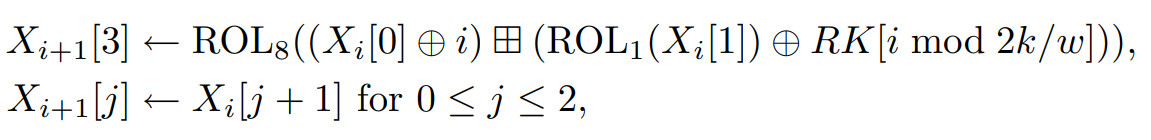 X_{i+1}[3] ← ROL_8((X_i[0] ⊕ i) ⊞ (ROL_1(X_i[1]) ⊕ RK[i mod 2k/w])),
X_{i+1}[j] ← X_i[j + 1] for 0 ≤ j ≤ 2,